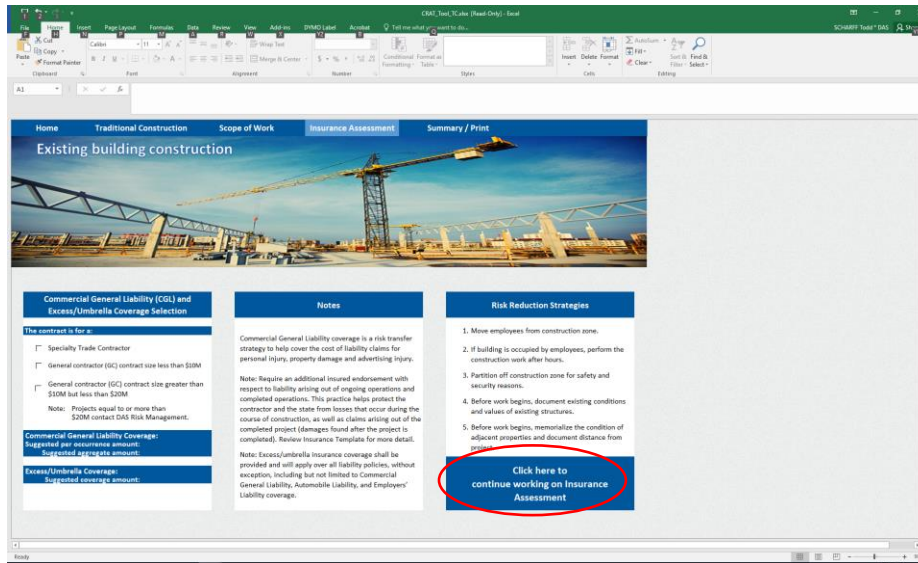 CRAT_Tool_TC.xlsx [Read-Only] - Excel
SCHARFF Todd * DAS
File Home Insert Page Layout Formulas Data Review View Add-ins DYMO Label Acrobat Tell me what you want to do...
Cut
Copy
Format Painter
Paste
Calibri 11
Wrap Text
Merge & Center
Conditional Formatting
Format as Table
Insert Delete Format
AutoSum
Fill
Clear
Sort & Filter
Find & Select
Clipboard Font Alignment Number Styles Cells Editing
A1
Home Traditional Construction Scope of Work Insurance Assessment Summary / Print
Existing building construction
Commercial General Liability (CGL) and
Excess/Umbrella Coverage Selection
The contract is for a:
Specialty Trade Contractor
General contractor (GC) contract size less than $10M
General contractor (GC) contract size greater than
$10M but less than $20M
Note: Projects equal to or more than
$20M contact DAS Risk Management.
Commercial General Liability Coverage:
Suggested per occurrence amount:
Suggested aggregate amount:
Excess/Umbrella Coverage:
Suggested coverage amount:
Notes
Commercial General Liability coverage is a risk transfer
strategy to help cover the cost of liability claims for
personal injury, property damage and advertising injury.
Note: Require an additional insured endorsement with
respect to liability arising out of ongoing operations and
completed operations. This practice helps protect the
contractor and the state from losses that occur during the
course of construction, as well as claims arising out of the
completed project (damages found after the project is
completed). Review Insurance Template for more detail.
Note: Excess/umbrella insurance coverage shall be
provided and will apply over all liability policies, without
exception, including but not limited to Commercial
General Liability, Automobile Liability, and Employers'
Liability coverage.
Risk Reduction Strategies
1. Move employees from construction zone.
2. If building is occupied by employees, perform the
construction work after hours.
3. Partition off construction zone for safety and
security reasons.
4. Before work begins, document existing conditions
and values of existing structures.
5. Before work begins, memorialize the condition of
adjacent properties and document distance from
project.
Click here to
continue working on Insurance
Assessment
Ready